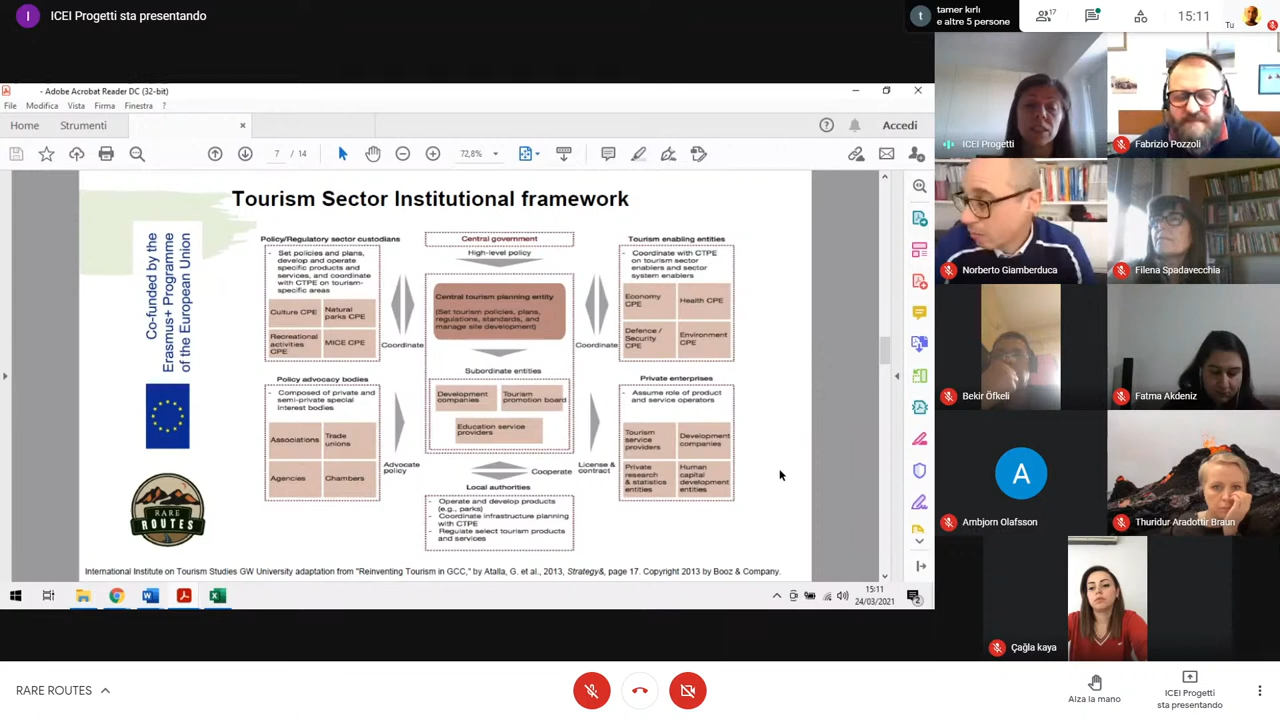 I
ICEI Progetti sta presentando
t
tamer kırlı
e altre 5 persone
17
15:11
Tu
- Adobe Acrobat Reader DC (32-bit)
File Modifica Vista Firma Finestra ?
Home Strumenti × Accedi
7 / 14
72,8%
Tourism Sector Institutional framework
Co-funded by the
Erasmus+ Programme
of the European Union
RARE
ROUTES
Policy/Regulatory sector custodians
- Set policies and plans,
develop and operate
specific products and
services, and coordinate
with CTPE on tourism-
specific areas
Culture CPE
Natural
parks CPE
Recreational
activities
CPE
MICE CPE
Coordinate
Central government
High-level policy
Central tourism planning entity
(Set tourism policies, plans,
regulations, standards, and
manage site development)
Subordinate entities
Development
companies
Tourism
promotion board
Education service
providers
Coordinate
Tourism enabling entities
- Coordinate with CTPE
on tourism sector
enablers and sector
system enablers
Economy
CPE
Health CPE
Defence /
Security
CPE
Environment
CPE
Policy advocacy bodies
- Composed of private and
semi-private special
interest bodies
Associations
Trade
unions
Agencies
Chambers
Advocate
policy
Cooperate
License &
contract
Private enterprises
- Assume role of product
and service operators
Tourism
service
providers
Development
companies
Private
research
& statistics
entities
Human
capital
development
entities
Local authorities
- Operate and develop products
(e.g., parks)
- Coordinate infrastructure planning
with CTPE
- Regulate select tourism products
and services
International Institute on Tourism Studies GW University adaptation from "Reinventing Tourism in GCC," by Atalla, G. et al., 2013, Strategy&, page 17. Copyright 2013 by Booz & Company.
15:11
24/03/2021
2
ICEI Progetti
Fabrizio Pozzoli
Norberto Giamberduca
Filena Spadavecchia
Bekir Öfkeli
Fatma Akdeniz
A
Ambjorn Olafsson
Thuridur Aradottir Braun
Çağla kaya
RARE ROUTES
Alza la mano
ICEI Progetti
sta presentando